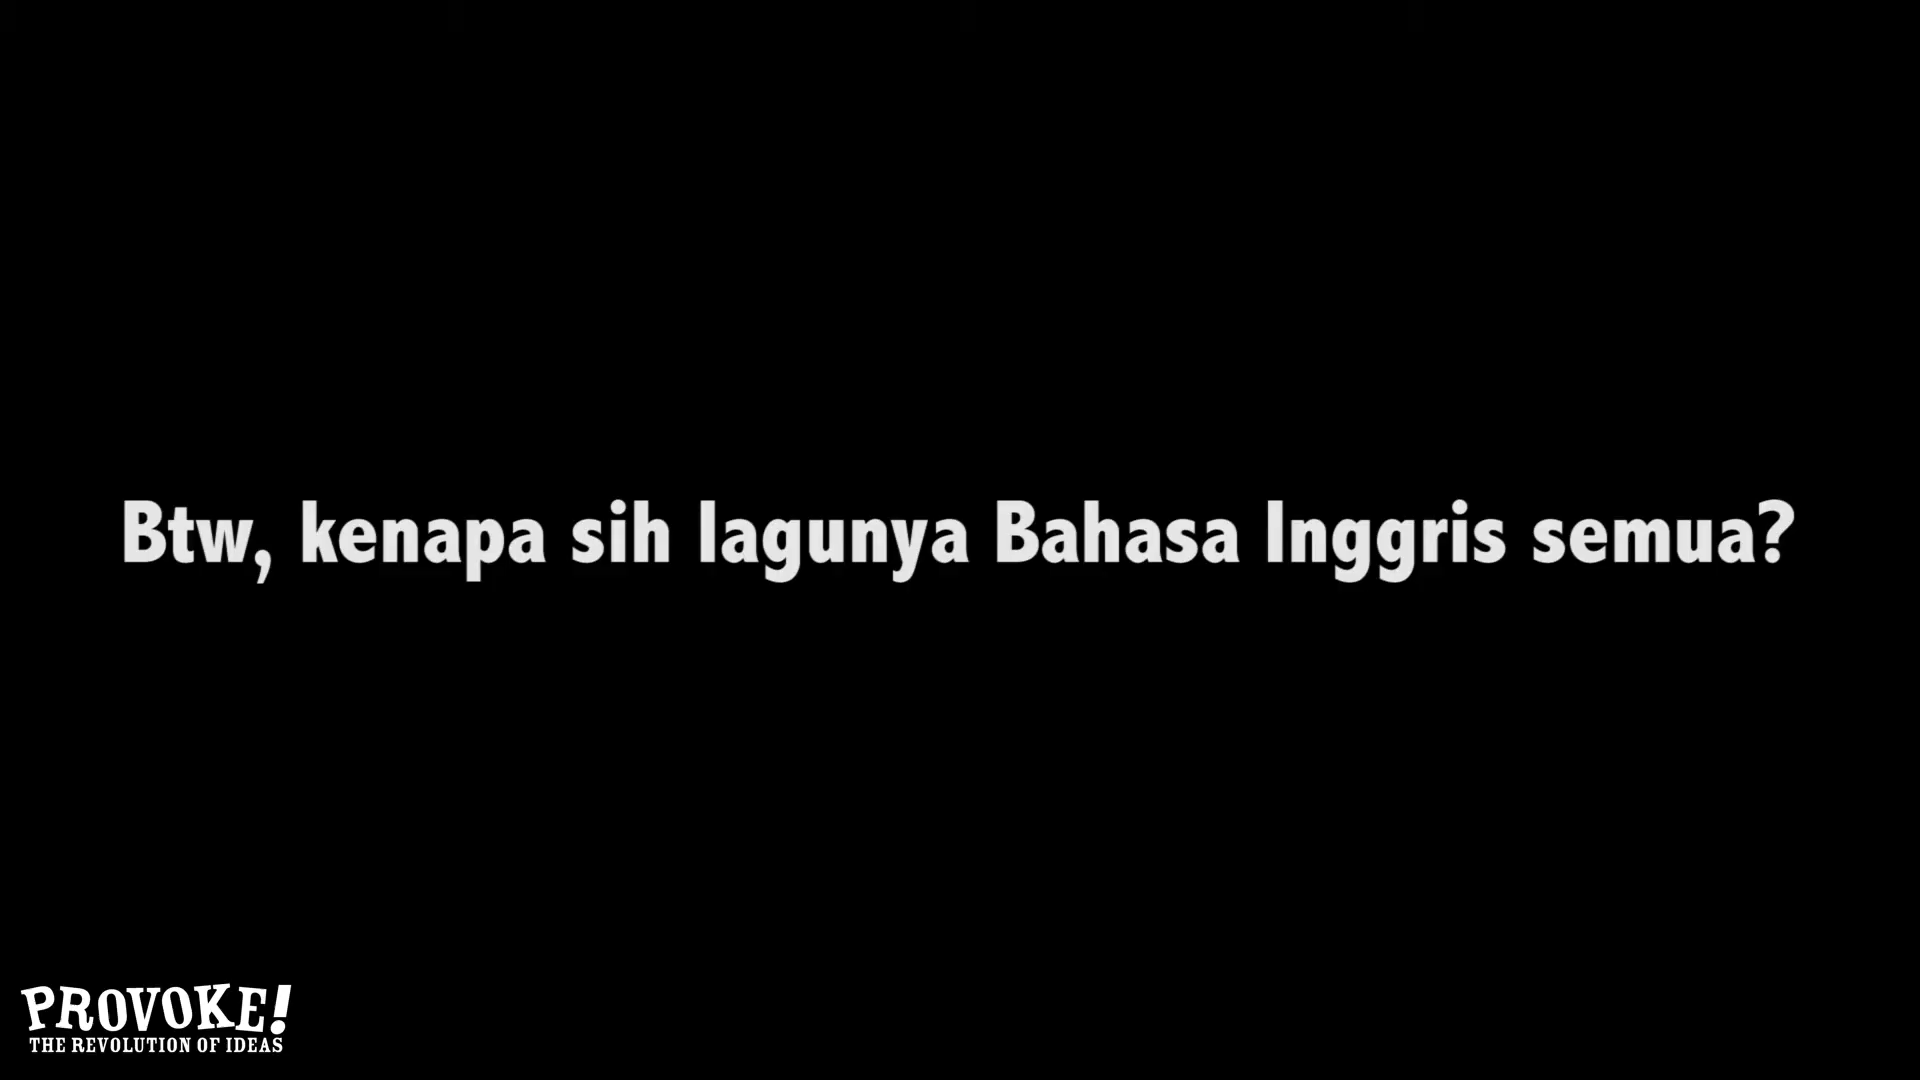 Btw, kenapa sih lagunya Bahasa Inggris semua?
PROVOKE!
THE REVOLUTION OF IDEAS